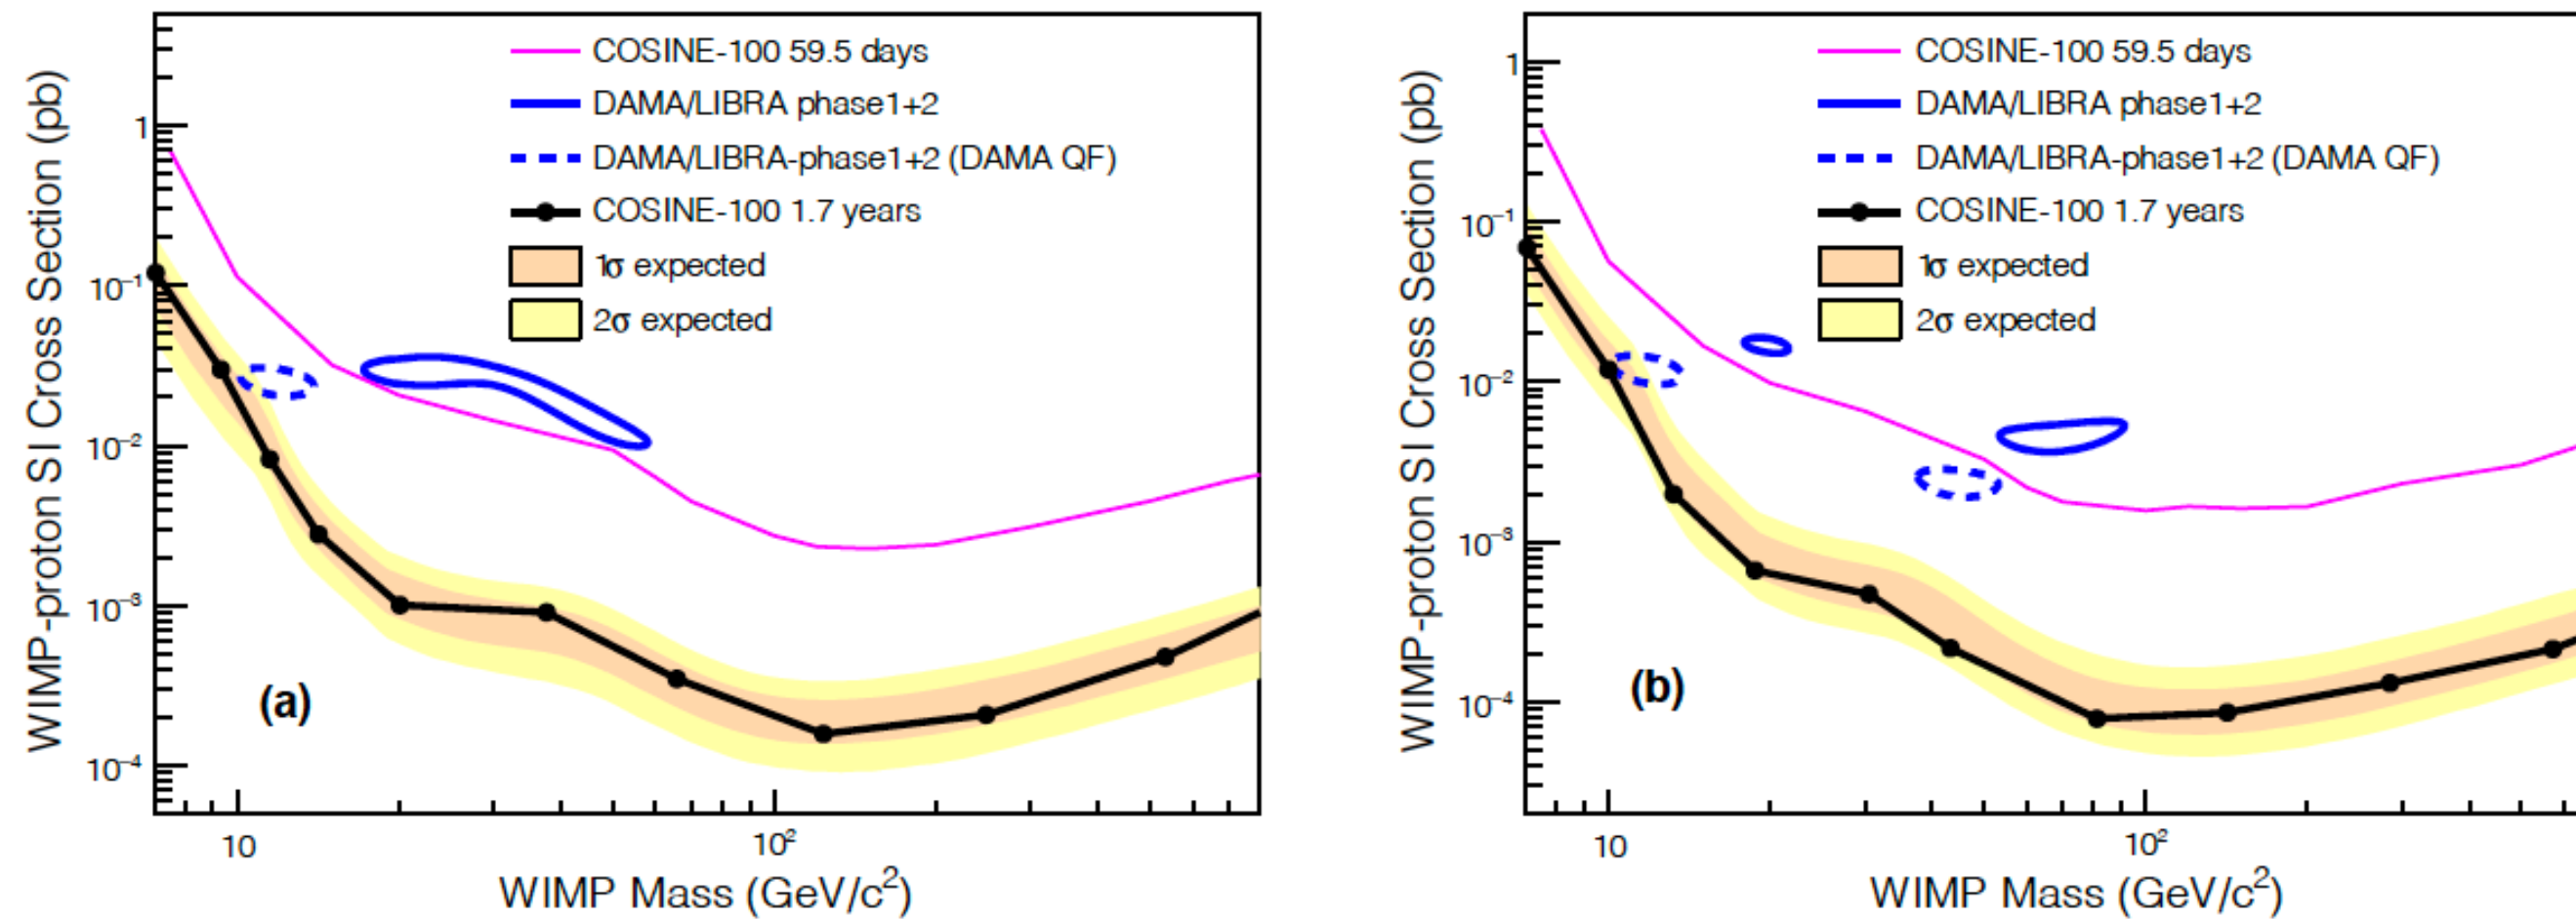 WIMP-proton SI Cross Section (pb)
COSINE-100 59.5 days
DAMA/LIBRA phase1+2
DAMA/LIBRA-phase1+2 (DAMA QF)
COSINE-100 1.7 years
1σ expected
2σ expected
1
10⁻¹
10⁻²
10⁻³
10⁻⁴
(a)
10
10²
WIMP Mass (GeV/c²)
WIMP-proton SI Cross Section (pb)
COSINE-100 59.5 days
DAMA/LIBRA phase1+2
DAMA/LIBRA-phase1+2 (DAMA QF)
COSINE-100 1.7 years
1σ expected
2σ expected
1
10⁻¹
10⁻²
10⁻³
10⁻⁴
(b)
10
10²
WIMP Mass (GeV/c²)